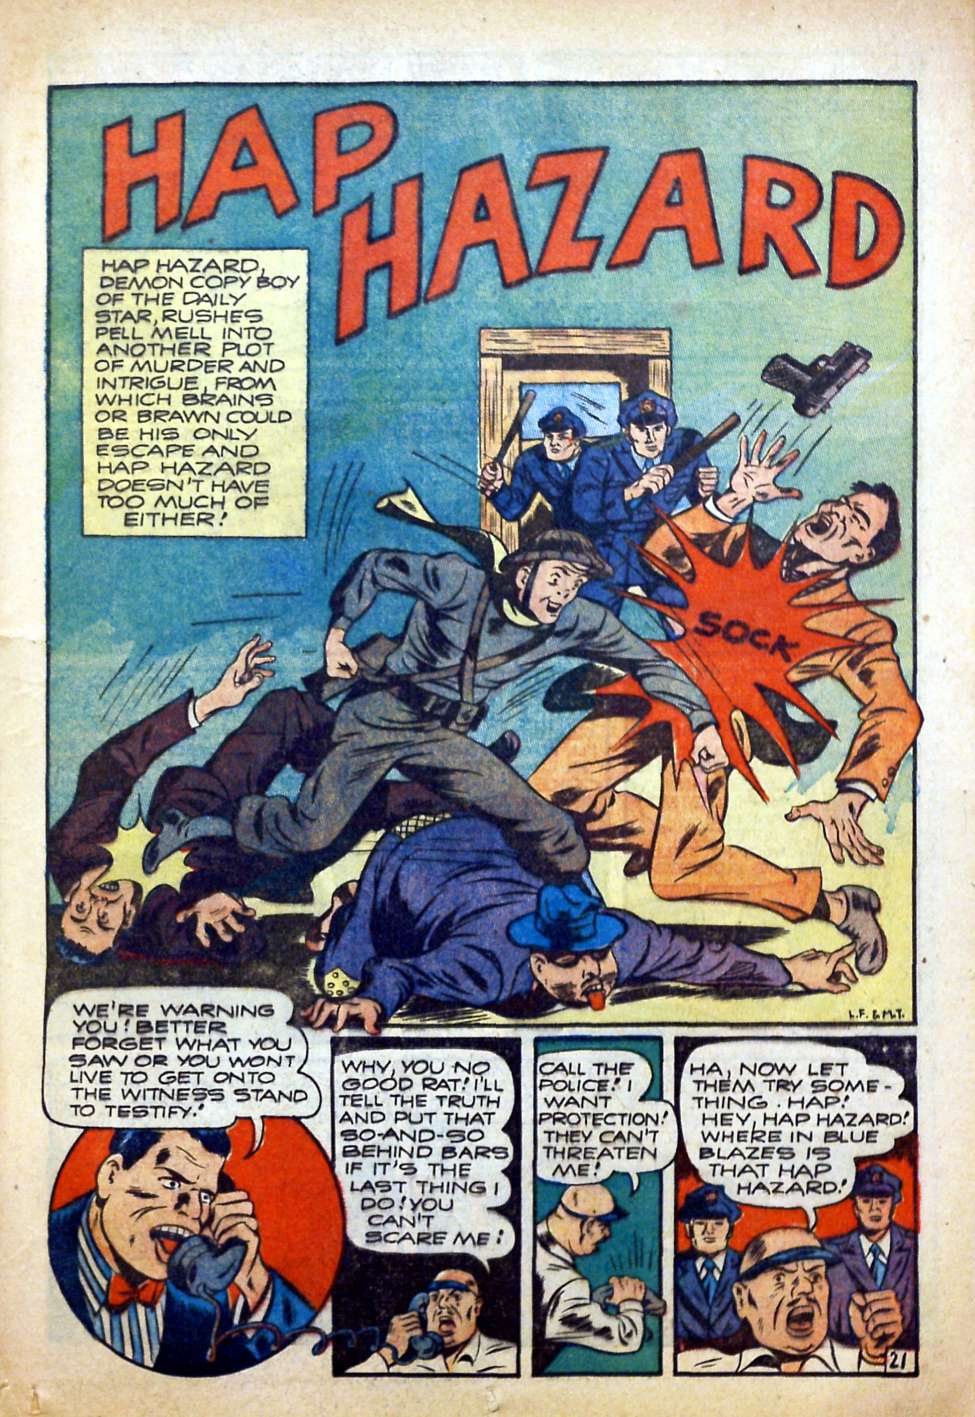 HAP
HAZARD
HAP HAZARD,
DEMON COPY BOY
OF THE DAILY
STAR, RUSHES
PELL MELL INTO
ANOTHER PLOT
OF MURDER AND
INTRIGUE, FROM
WHICH BRAINS
OR BRAWN COULD
BE HIS ONLY
ESCAPE AND
HAP HAZARD
DOESN'T HAVE
TOO MUCH OF
EITHER!
SOCK
L.F. & M.T.
WE'RE WARNING
YOU! BETTER
FORGET WHAT YOU
SAW OR YOU WONT
LIVE TO GET ONTO
THE WITNESS STAND
TO TESTIFY!
WHY, YOU NO
GOOD RAT! I'LL
TELL THE TRUTH
AND PUT THAT
SO-AND-SO
BEHIND BARS
IF IT'S THE
LAST THING I
DO! YOU
CAN'T
SCARE ME!
CALL THE
POLICE! I
WANT
PROTECTION!
THEY CAN'T
THREATEN
ME!
HA, NOW LET
THEM TRY SOME-
THING. HAP!
HEY, HAP HAZARD!
WHERE IN BLUE
BLAZES IS
THAT HAP
HAZARD!
21